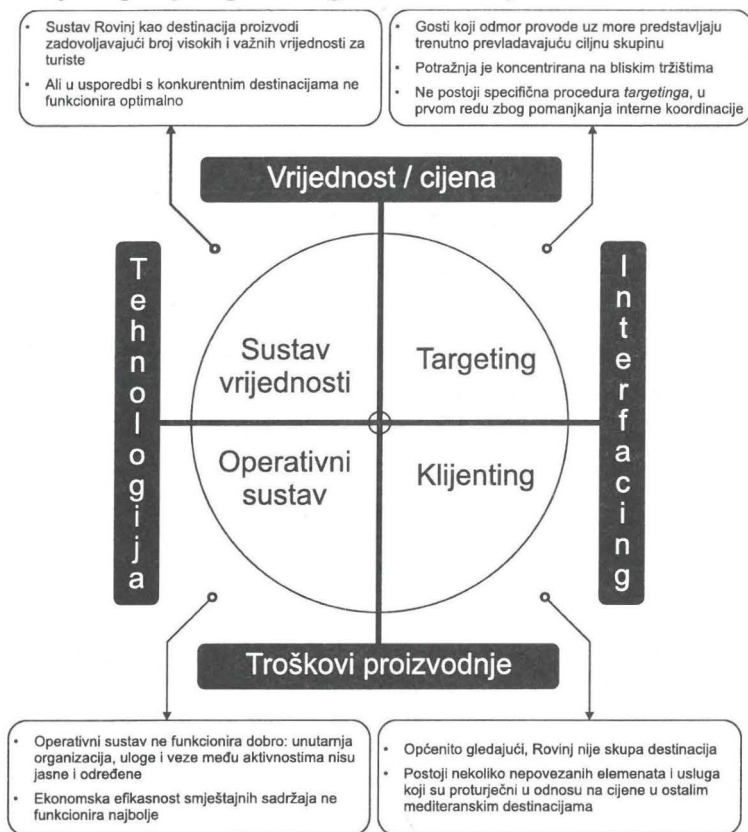 • Sustav Rovinj kao destinacija proizvodi
zadovoljavajući broj visokih i važnih vrijednosti za
turiste
• Ali u usporedbi s konkurentnim destinacijama ne
funkcionira optimalno
• Gosti koji odmor provode uz more predstavljaju
trenutno prevladavajuću ciljnu skupinu
• Potražnja je koncentrirana na bliskim tržištima
• Ne postoji specifična procedura targetinga, u
prvom redu zbog pomanjkanja interne koordinacije
Vrijednost / cijena
Tehnologija
Interfacing
Sustav
vrijednosti
Targeting
Operativni
sustav
Klijenting
Troškovi proizvodnje
• Operativni sustav ne funkcionira dobro: unutarnja
organizacija, uloge i veze među aktivnostima nisu
jasne i određene
• Ekonomska efikasnost smještajnih sadržaja ne
funkcionira najbolje
• Općenito gledajući, Rovinj nije skupa destinacija
• Postoji nekoliko nepovezanih elemenata i usluga
koji su proturječni u odnosu na cijene u ostalim
mediteranskim destinacijama